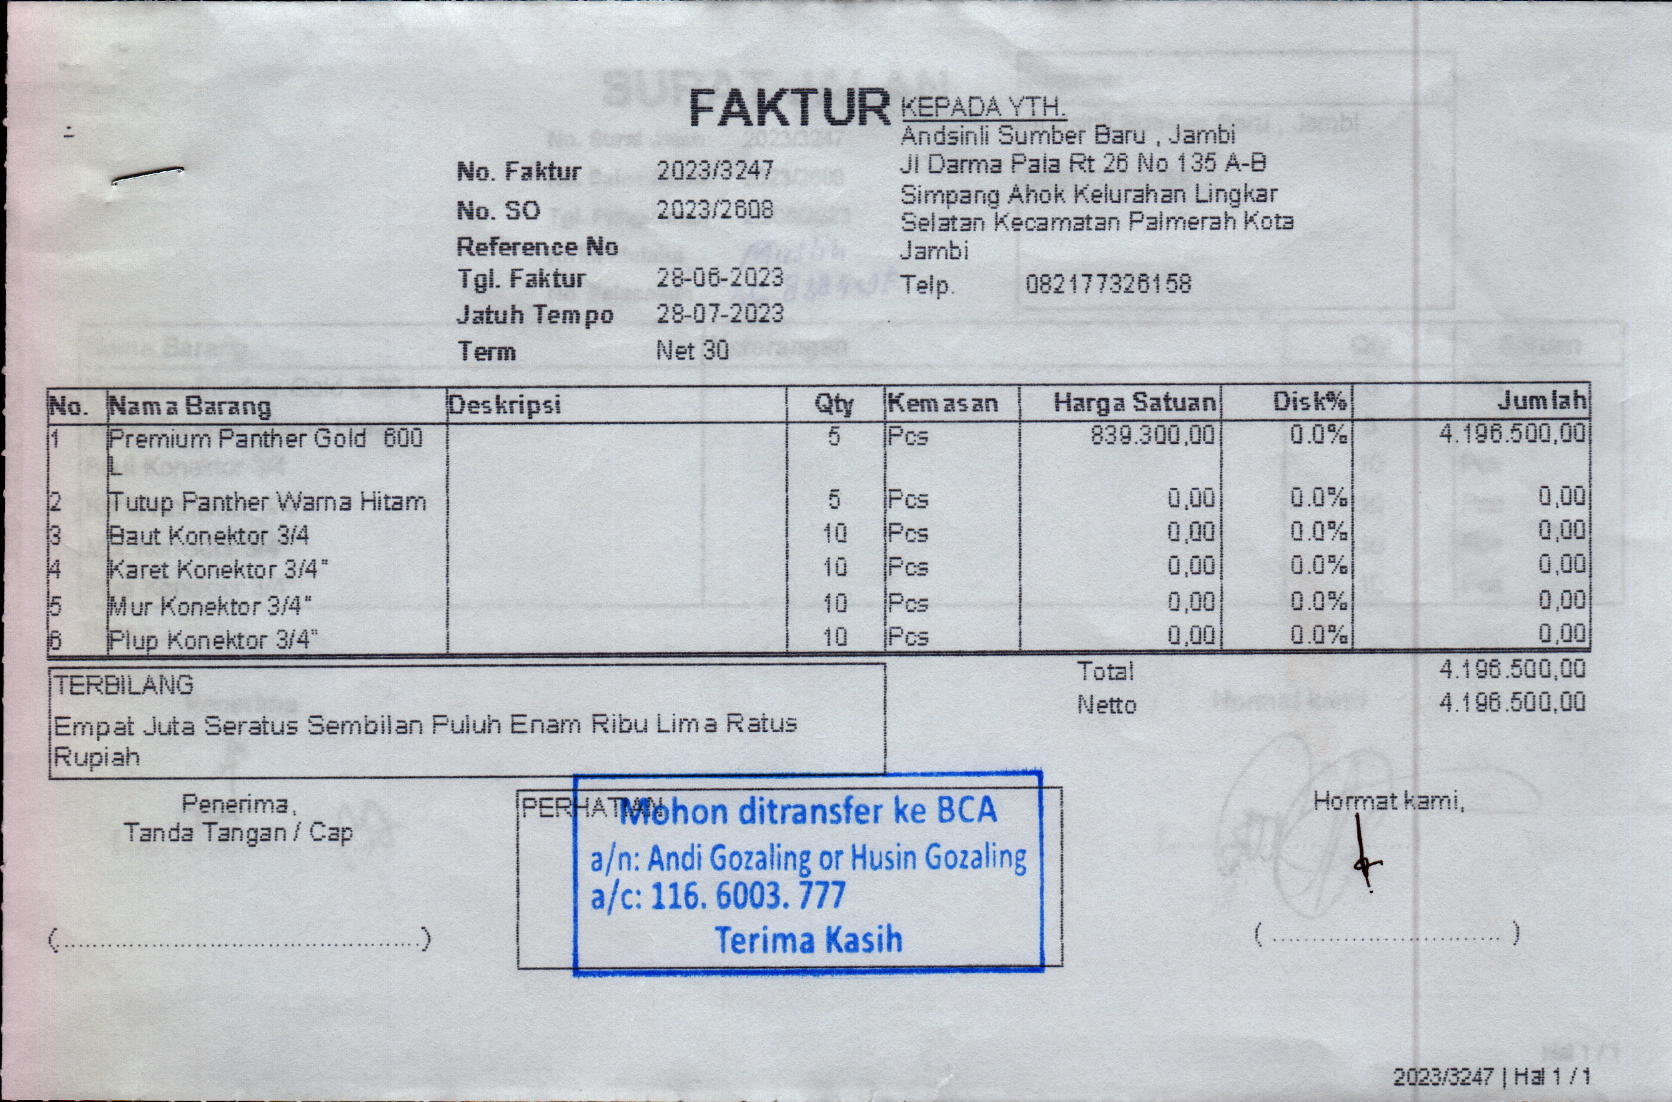 FAKTUR
KEPADA YTH.
Andsinli Sumber Baru , Jambi
Jl Darma Pala Rt 26 No 135 A-B
Simpang Ahok Kelurahan Lingkar
Selatan Kecamatan Palmerah Kota
Jambi
Telp. 082177326158
No. Faktur 2023/3247
No. SO 2023/2608
Reference No
Tgl. Faktur 28-06-2023
Jatuh Tempo 28-07-2023
Term Net 30
No. Nama Barang Deskripsi Qty Kemasan Harga Satuan Disk% Jumlah
1 Premium Panther Gold 600 5 Pcs 839.300,00 0.0% 4.196.500,00
L
2 Tutup Panther Warna Hitam 5 Pcs 0,00 0.0% 0,00
3 Baut Konektor 3/4 10 Pcs 0,00 0.0% 0,00
4 Karet Konektor 3/4" 10 Pcs 0,00 0.0% 0,00
5 Mur Konektor 3/4" 10 Pcs 0,00 0.0% 0,00
6 Plup Konektor 3/4" 10 Pcs 0,00 0.0% 0,00
Total 4.196.500,00
Netto 4.196.500,00
TERBILANG
Empat Juta Seratus Sembilan Puluh Enam Ribu Lima Ratus
Rupiah
Penerima,
Tanda Tangan / Cap
(................................................)
PERHATIAN
Mohon ditransfer ke BCA
a/n: Andi Gozaling or Husin Gozaling
a/c: 116. 6003. 777
Terima Kasih
Hormat kami,
( ............................... )
2023/3247 | Hal 1 / 1